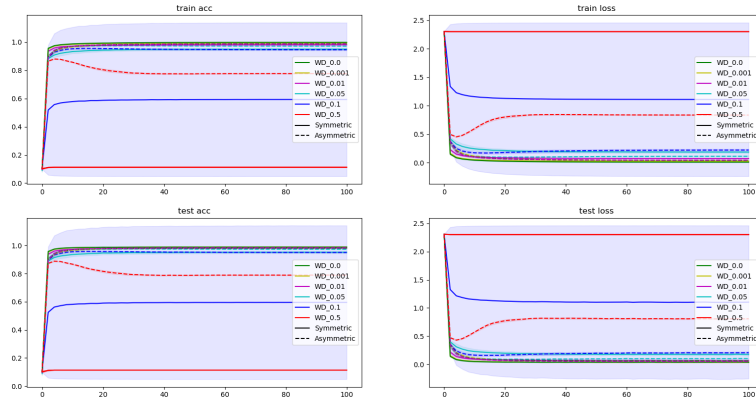 train acc
1.0
0.8
0.6
0.4
0.2
0.0
0 20 40 60 80 100
WD_0.0
WD_0.001
WD_0.01
WD_0.05
WD_0.1
WD_0.5
Symmetric
Asymmetric
train loss
2.5
2.0
1.5
1.0
0.5
0.0
0 20 40 60 80 100
WD_0.0
WD_0.001
WD_0.01
WD_0.05
WD_0.1
WD_0.5
Symmetric
Asymmetric
test acc
1.0
0.8
0.6
0.4
0.2
0.0
0 20 40 60 80 100
WD_0.0
WD_0.001
WD_0.01
WD_0.05
WD_0.1
WD_0.5
Symmetric
Asymmetric
test loss
2.5
2.0
1.5
1.0
0.5
0.0
0 20 40 60 80 100
WD_0.0
WD_0.001
WD_0.01
WD_0.05
WD_0.1
WD_0.5
Symmetric
Asymmetric